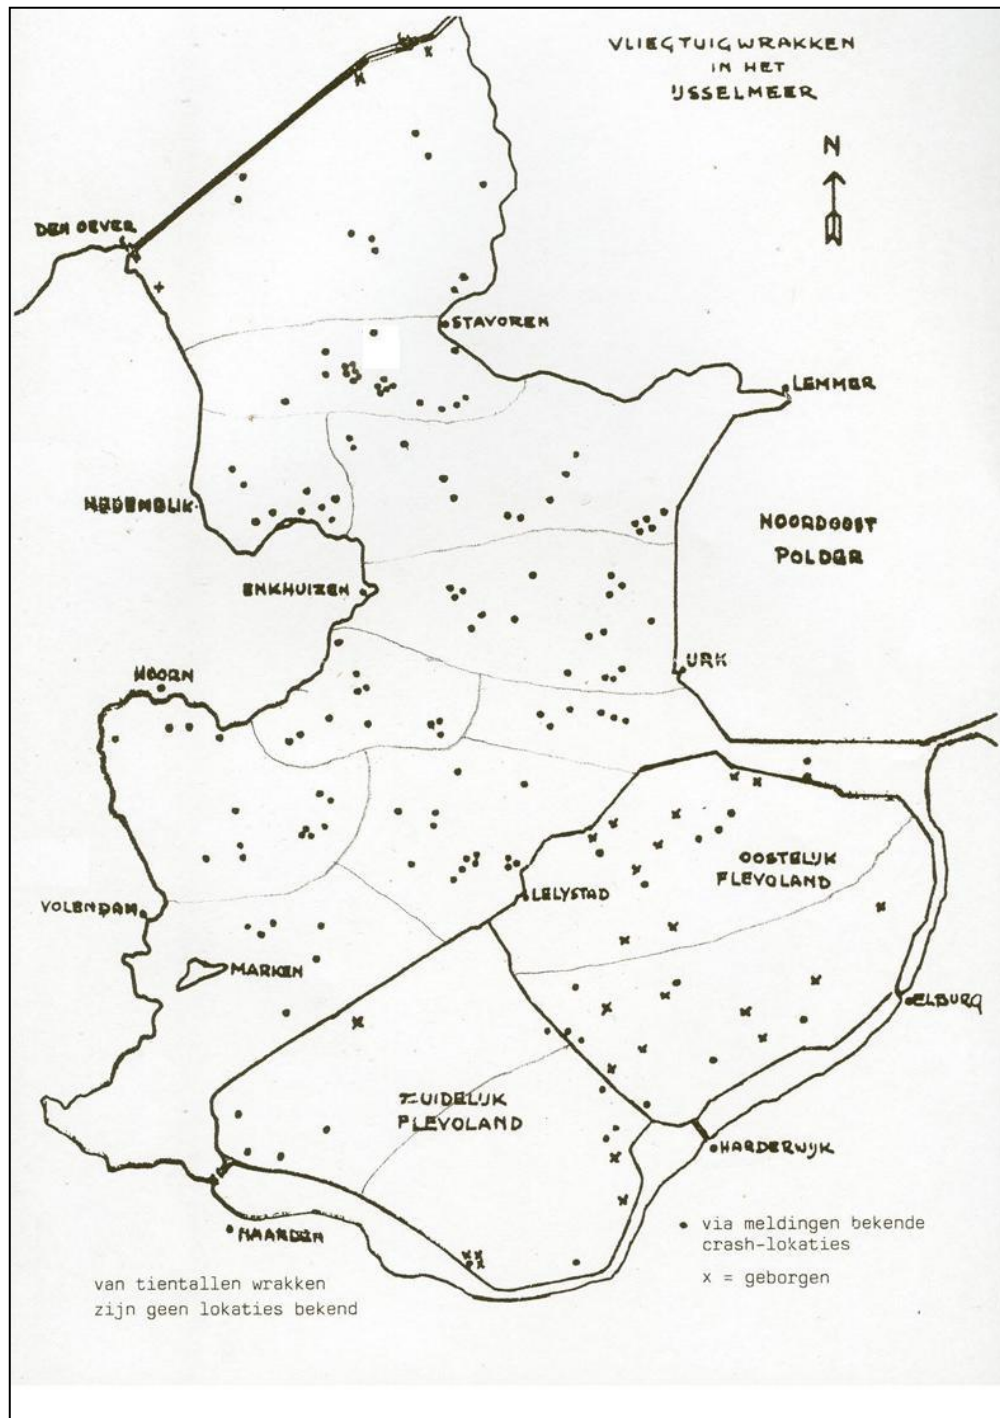 VLIEGTUIGWRAKKEN
IN HET
IJSSELMEER
N
DEN OEVER
STAVOREN
LEMMER
MEDEMBLIK
NOORDOOST
POLDER
ENKHUIZEN
URK
HOORN
OOSTELIJK
FLEVOLAND
LELYSTAD
VOLENDAM
MARKEN
ELBURG
ZUIDELIJK
FLEVOLAND
HARDERWIJK
NAARDEN
• via meldingen bekende
crash-lokaties
x = geborgen
van tientallen wrakken
zijn geen lokaties bekend